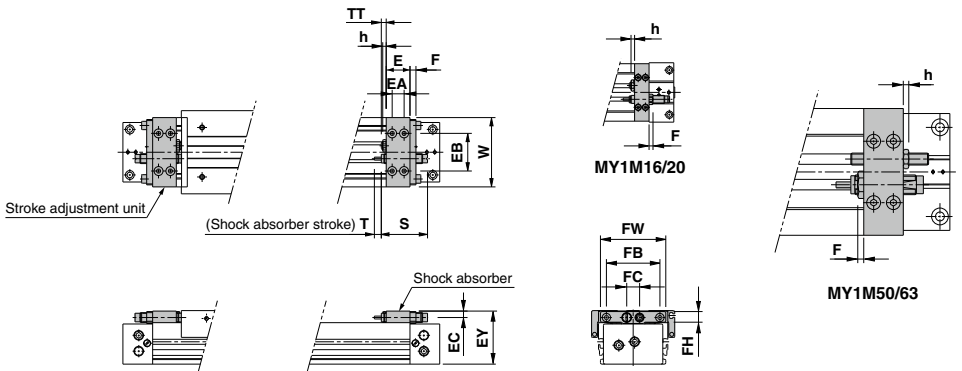 TT
h
E F
EA
EB
W
Stroke adjustment unit
(Shock absorber stroke) T S
h
F
MY1M16/20
h
F
MY1M50/63
Shock absorber
EC
EY
FW
FB
FC
FH